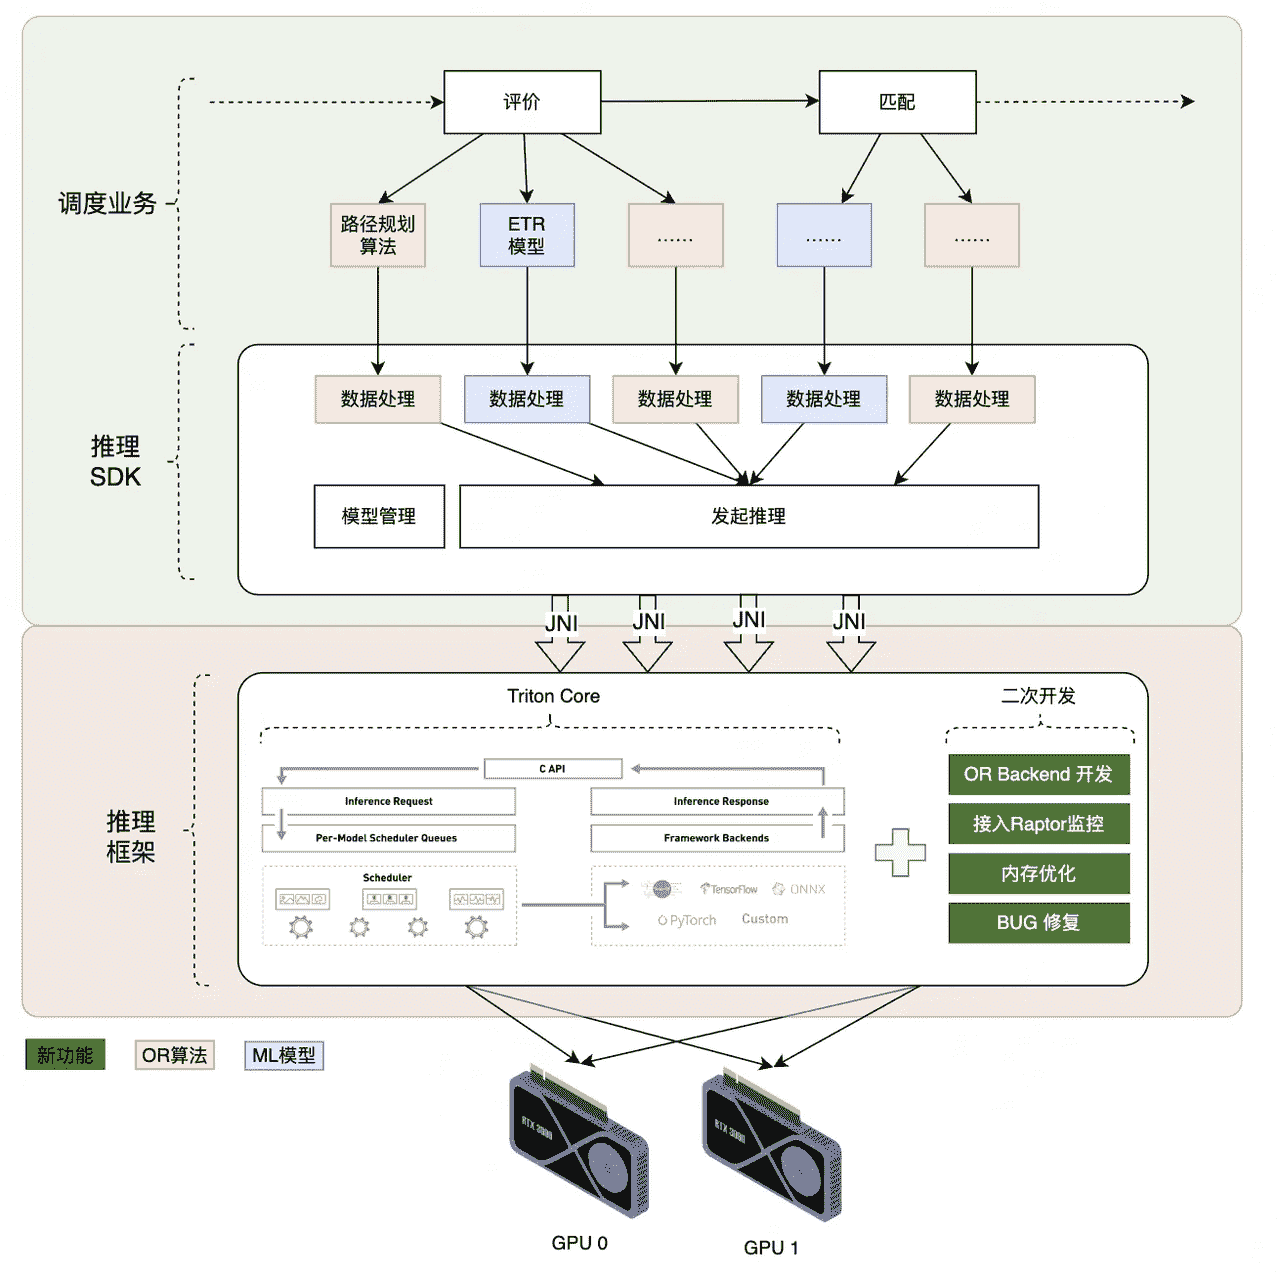 评价
匹配
调度业务
路径规划
算法
ETR
模型
......
......
......
推理
SDK
数据处理
数据处理
数据处理
数据处理
数据处理
模型管理
发起推理
JNI
JNI
JNI
JNI
推理
框架
Triton Core
二次开发
C API
Inference Request
Inference Response
Per-Model Scheduler Queues
Framework Backends
Scheduler
TensorFlow
ONNX
PyTorch
Custom
OR Backend 开发
接入Raptor监控
内存优化
BUG 修复
新功能
OR算法
ML模型
RTX 3090
RTX 3090
GPU 0
GPU 1